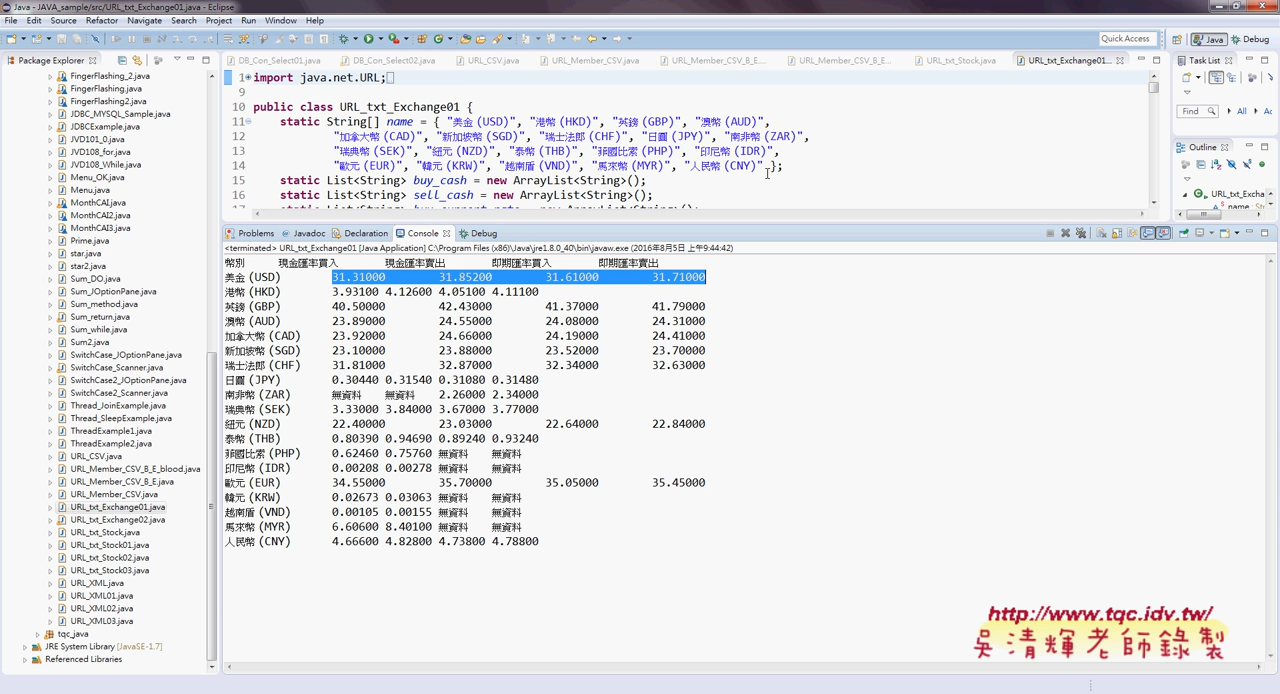 Java - JAVA_sample/src/URL_txt_Exchange01.java - Eclipse
File Edit Source Refactor Navigate Search Project Run Window Help
Quick Access Java Debug
Package Explorer
DB_Con_Select01.java DB_Con_Select02.java URL_CSV.java URL_Member_CSV.java URL_Member_CSV_B_E... URL_Member_CSV_B_E... URL_txt_Stock.java URL_txt_Exchange01...
Task List
Find All Ac
Outline
URL_txt_Excha
name : Str
FingerFlashing_2.java
FingerFlashing.java
FingerFlashing2.java
JDBC_MYSQL_Sample.java
JDBCExample.java
JVD101_0.java
JVD108_for.java
JVD108_While.java
Menu_OK.java
Menu.java
MonthCAI.java
MonthCAI2.java
MonthCAI3.java
Prime.java
star.java
star2.java
Sum_DO.java
Sum_JOptionPane.java
Sum_method.java
Sum_return.java
Sum_while.java
Sum2.java
SwitchCase_JOptionPane.java
SwitchCase_Scanner.java
SwitchCase2_JOptionPane.java
SwitchCase2_Scanner.java
Thread_JoinExample.java
Thread_SleepExample.java
ThreadExample1.java
ThreadExample2.java
URL_CSV.java
URL_Member_CSV_B_E_blood.java
URL_Member_CSV_B_E.java
URL_Member_CSV.java
URL_txt_Exchange01.java
URL_txt_Exchange02.java
URL_txt_Stock.java
URL_txt_Stock01.java
URL_txt_Stock02.java
URL_txt_Stock03.java
URL_XML.java
URL_XML01.java
URL_XML02.java
URL_XML03.java
tqc_java
JRE System Library [JavaSE-1.7]
Referenced Libraries
1 import java.net.URL;
9
10 public class URL_txt_Exchange01 {
11 static String[] name = { "美金 (USD)", "港幣 (HKD)", "英鎊 (GBP)", "澳幣 (AUD)",
12 "加拿大幣 (CAD)", "新加坡幣 (SGD)", "瑞士法郎 (CHF)", "日圓 (JPY)", "南非幣 (ZAR)",
13 "瑞典幣 (SEK)", "紐元 (NZD)", "泰幣 (THB)", "菲國比索 (PHP)", "印尼幣 (IDR)",
14 "歐元 (EUR)", "韓元 (KRW)", "越南盾 (VND)", "馬來幣 (MYR)", "人民幣 (CNY)" };
15 static List<String> buy_cash = new ArrayList<String>();
16 static List<String> sell_cash = new ArrayList<String>();
Problems Javadoc Declaration Console Debug
<terminated> URL_txt_Exchange01 [Java Application] C:\Program Files (x86)\Java\jre1.8.0_40\bin\javaw.exe (2016年8月5日 上午9:44:42)
幣別 現金匯率買入 現金匯率賣出 即期匯率買入 即期匯率賣出
美金 (USD) 31.31000 31.85200 31.61000 31.71000
港幣 (HKD) 3.93100 4.12600 4.05100 4.11100
英鎊 (GBP) 40.50000 42.43000 41.37000 41.79000
澳幣 (AUD) 23.89000 24.55000 24.08000 24.31000
加拿大幣 (CAD) 23.92000 24.66000 24.19000 24.41000
新加坡幣 (SGD) 23.10000 23.88000 23.52000 23.70000
瑞士法郎 (CHF) 31.81000 32.87000 32.34000 32.63000
日圓 (JPY) 0.30440 0.31540 0.31080 0.31480
南非幣 (ZAR) 無資料 無資料 2.26000 2.34000
瑞典幣 (SEK) 3.33000 3.84000 3.67000 3.77000
紐元 (NZD) 22.40000 23.03000 22.64000 22.84000
泰幣 (THB) 0.80390 0.94690 0.89240 0.93240
菲國比索 (PHP) 0.62460 0.75760 無資料 無資料
印尼幣 (IDR) 0.00208 0.00278 無資料 無資料
歐元 (EUR) 34.55000 35.70000 35.05000 35.45000
韓元 (KRW) 0.02673 0.03063 無資料 無資料
越南盾 (VND) 0.00105 0.00155 無資料 無資料
馬來幣 (MYR) 6.60600 8.40100 無資料 無資料
人民幣 (CNY) 4.66600 4.82800 4.73800 4.78800
http://www.tqc.idv.tw/
吳清輝老師錄製